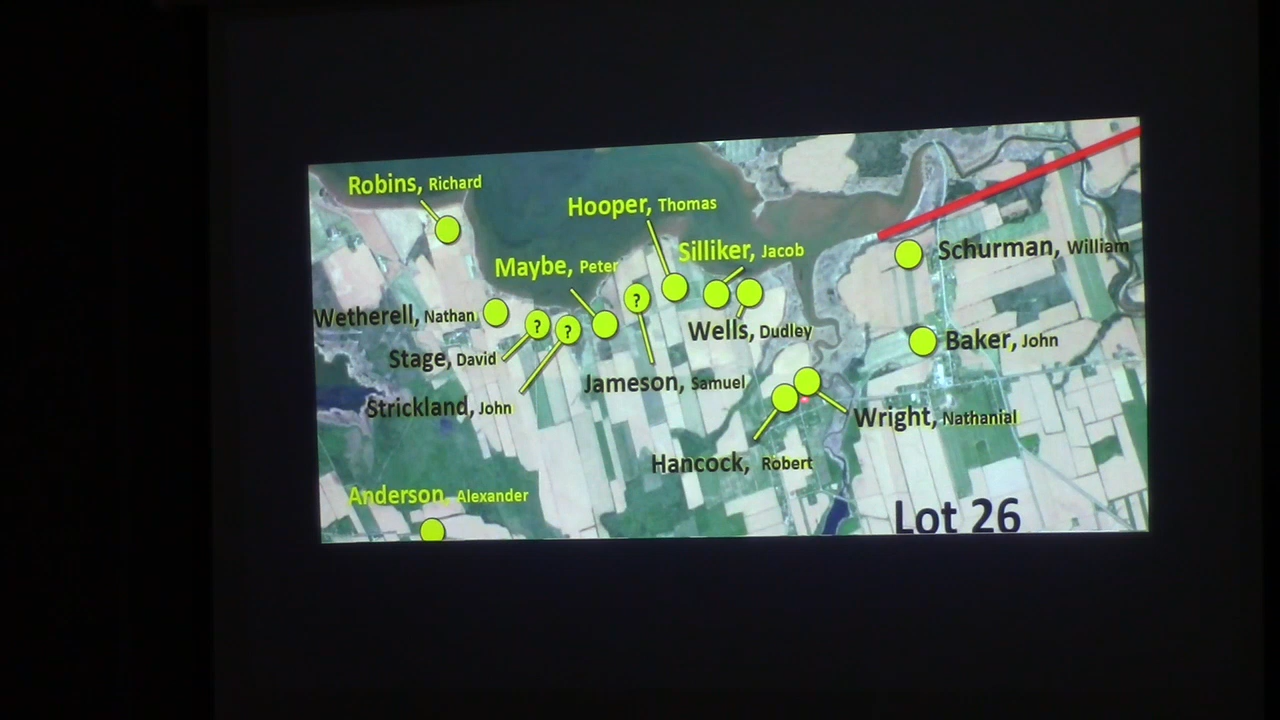 Robins, Richard
Hooper, Thomas
Silliker, Jacob
Schurman, William
Maybe, Peter
Wetherell, Nathan
?
?
?
Wells, Dudley
Baker, John
Stage, David
Jameson, Samuel
Strickland, John
Wright, Nathanial
Hancock, Robert
Anderson, Alexander
Lot 26